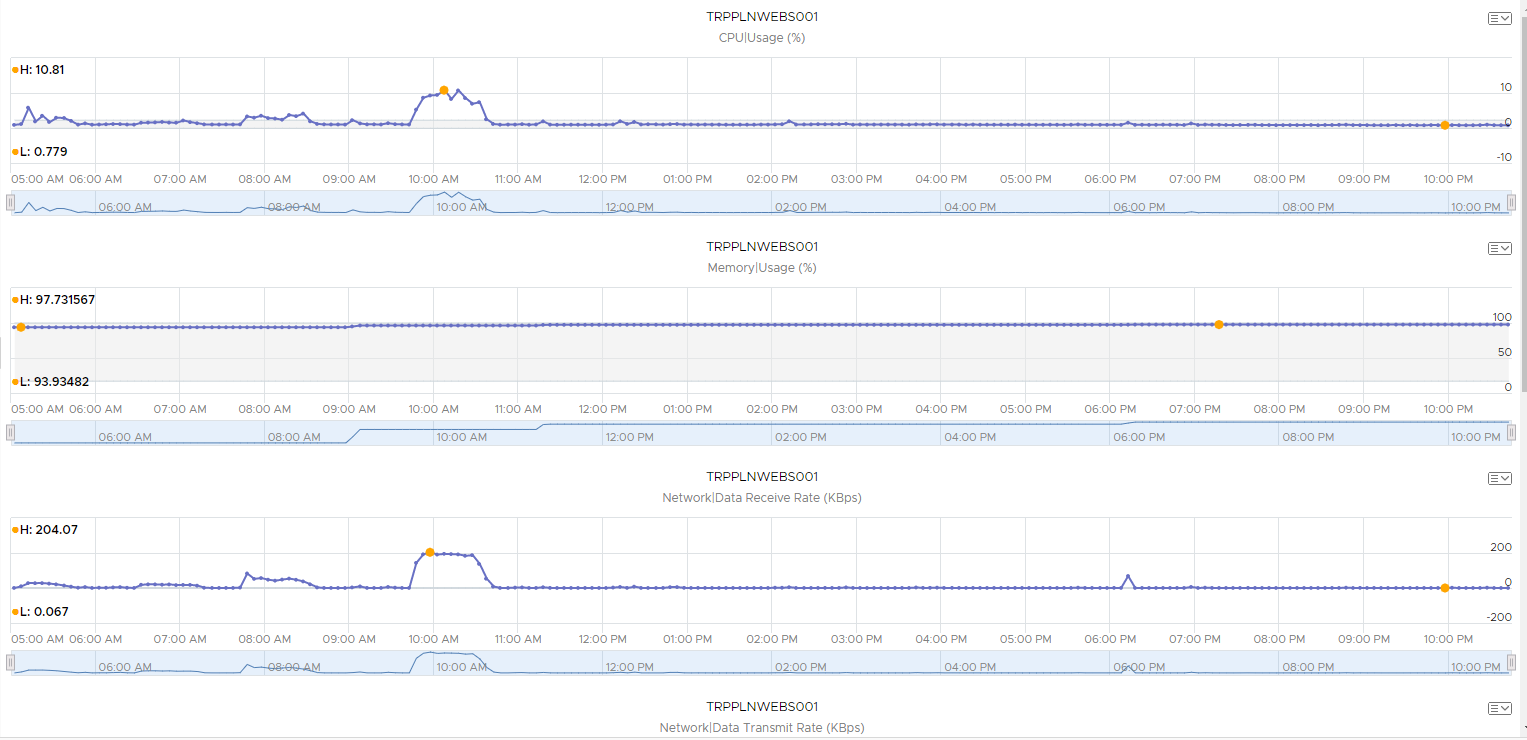 TRPPLNWEBS001
CPU|Usage (%)
H: 10.81
10
0
L: 0.779
-10
05:00 AM 06:00 AM 07:00 AM 08:00 AM 09:00 AM 10:00 AM 11:00 AM 12:00 PM 01:00 PM 02:00 PM 03:00 PM 04:00 PM 05:00 PM 06:00 PM 07:00 PM 08:00 PM 09:00 PM 10:00 PM
06:00 AM 08:00 AM 10:00 AM 12:00 PM 02:00 PM 04:00 PM 06:00 PM 08:00 PM 10:00 PM
TRPPLNWEBS001
Memory|Usage (%)
H: 97.731567
100
50
L: 93.93482
0
05:00 AM 06:00 AM 07:00 AM 08:00 AM 09:00 AM 10:00 AM 11:00 AM 12:00 PM 01:00 PM 02:00 PM 03:00 PM 04:00 PM 05:00 PM 06:00 PM 07:00 PM 08:00 PM 09:00 PM 10:00 PM
06:00 AM 08:00 AM 10:00 AM 12:00 PM 02:00 PM 04:00 PM 06:00 PM 08:00 PM 10:00 PM
TRPPLNWEBS001
Network|Data Receive Rate (KBps)
H: 204.07
200
0
L: 0.067
-200
05:00 AM 06:00 AM 07:00 AM 08:00 AM 09:00 AM 10:00 AM 11:00 AM 12:00 PM 01:00 PM 02:00 PM 03:00 PM 04:00 PM 05:00 PM 06:00 PM 07:00 PM 08:00 PM 09:00 PM 10:00 PM
06:00 AM 08:00 AM 10:00 AM 12:00 PM 02:00 PM 04:00 PM 06:00 PM 08:00 PM 10:00 PM
TRPPLNWEBS001
Network|Data Transmit Rate (KBps)